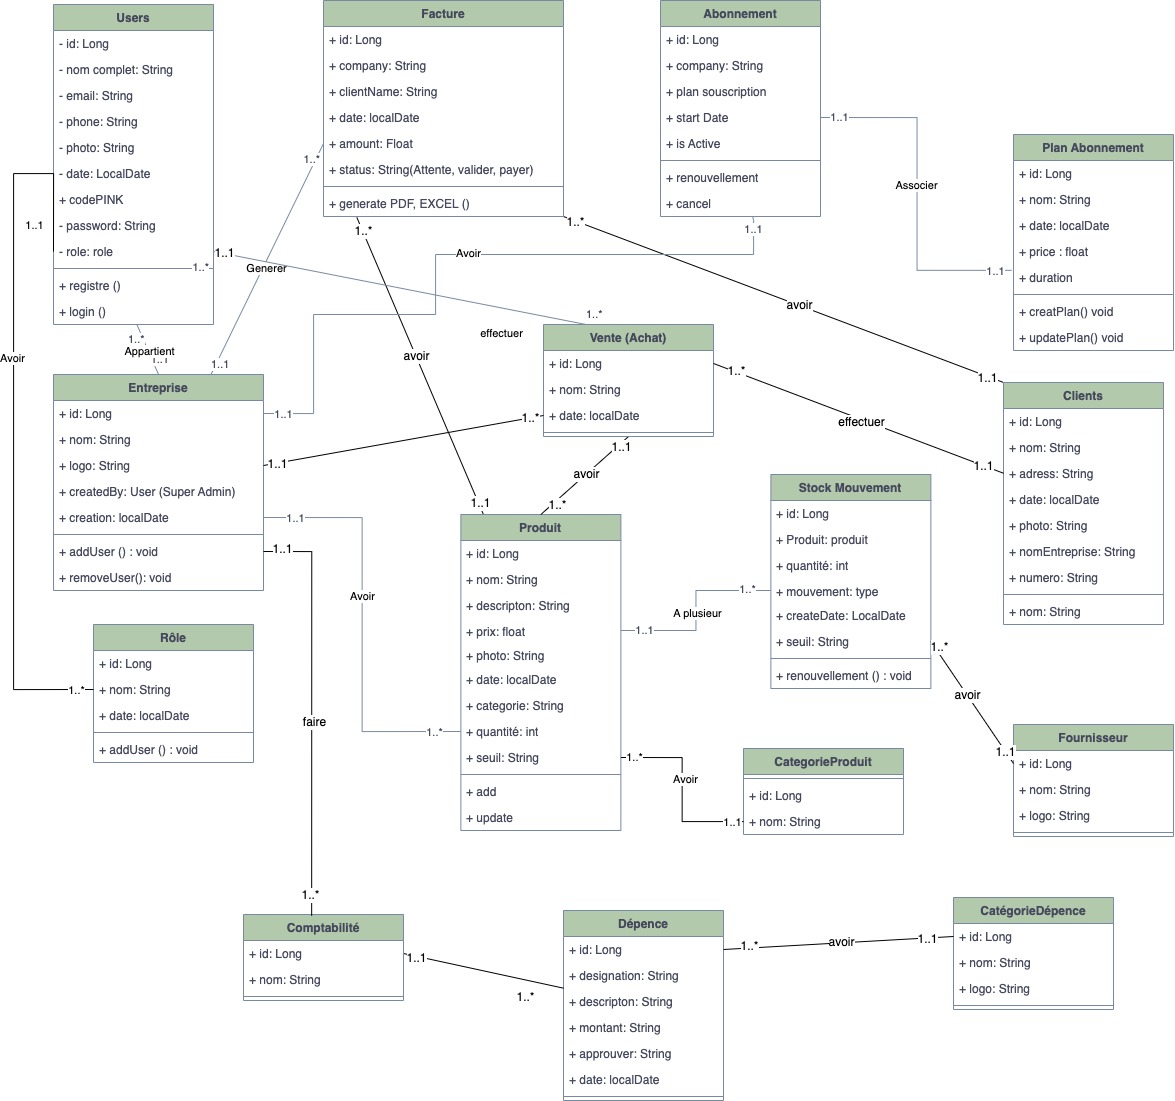 Users
- id: Long
- nom complet: String
- email: String
- phone: String
- photo: String
- date: LocalDate
+ codePINK
- password: String
- role: role
+ registre ()
+ login ()
Facture
+ id: Long
+ company: String
+ clientName: String
+ date: localDate
+ amount: Float
+ status: String(Attente, valider, payer)
+ generate PDF, EXCEL ()
Abonnement
+ id: Long
+ company: String
+ plan souscription
+ start Date
+ is Active
+ renouvellement
+ cancel
Plan Abonnement
+ id: Long
+ nom: String
+ date: localDate
+ price : float
+ duration
+ creatPlan() void
+ updatePlan() void
1..1
Associer
1..1
1..1
Avoir
1..*
1..*
Generer
1..1
1..1
effectuer
1..*
1..*
Appartient
1..1
1..*
avoir
1..1
1..*
avoir
1..1
1..1
Avoir
1..1
Vente (Achat)
+ id: Long
+ nom: String
+ date: localDate
Entreprise
+ id: Long
+ nom: String
+ logo: String
+ createdBy: User (Super Admin)
+ creation: localDate
+ addUser () : void
+ removeUser(): void
Clients
+ id: Long
+ nom: String
+ adress: String
+ date: localDate
+ photo: String
+ nomEntreprise: String
+ numero: String
+ nom: String
1..*
effectuer
1..1
1..*
1..1
1..1
avoir
1..*
1..1
Avoir
1..*
1..1
faire
1..*
Produit
+ id: Long
+ nom: String
+ descripton: String
+ prix: float
+ photo: String
+ date: localDate
+ categorie: String
+ quantité: int
+ seuil: String
+ add
+ update
Stock Mouvement
+ id: Long
+ Produit: produit
+ quantité: int
+ mouvement: type
+ createDate: LocalDate
+ seuil: String
+ renouvellement () : void
1..*
A plusieur
1..1
1..*
avoir
1..1
Rôle
+ id: Long
+ nom: String
+ date: localDate
+ addUser () : void
1..*
Fournisseur
+ id: Long
+ nom: String
+ logo: String
1..*
Avoir
1..1
CategorieProduit
+ id: Long
+ nom: String
Comptabilité
+ id: Long
+ nom: String
1..1
1..*
Dépence
+ id: Long
+ designation: String
+ descripton: String
+ montant: String
+ approuver: String
+ date: localDate
1..*
avoir
1..1
CatégorieDépence
+ id: Long
+ nom: String
+ logo: String